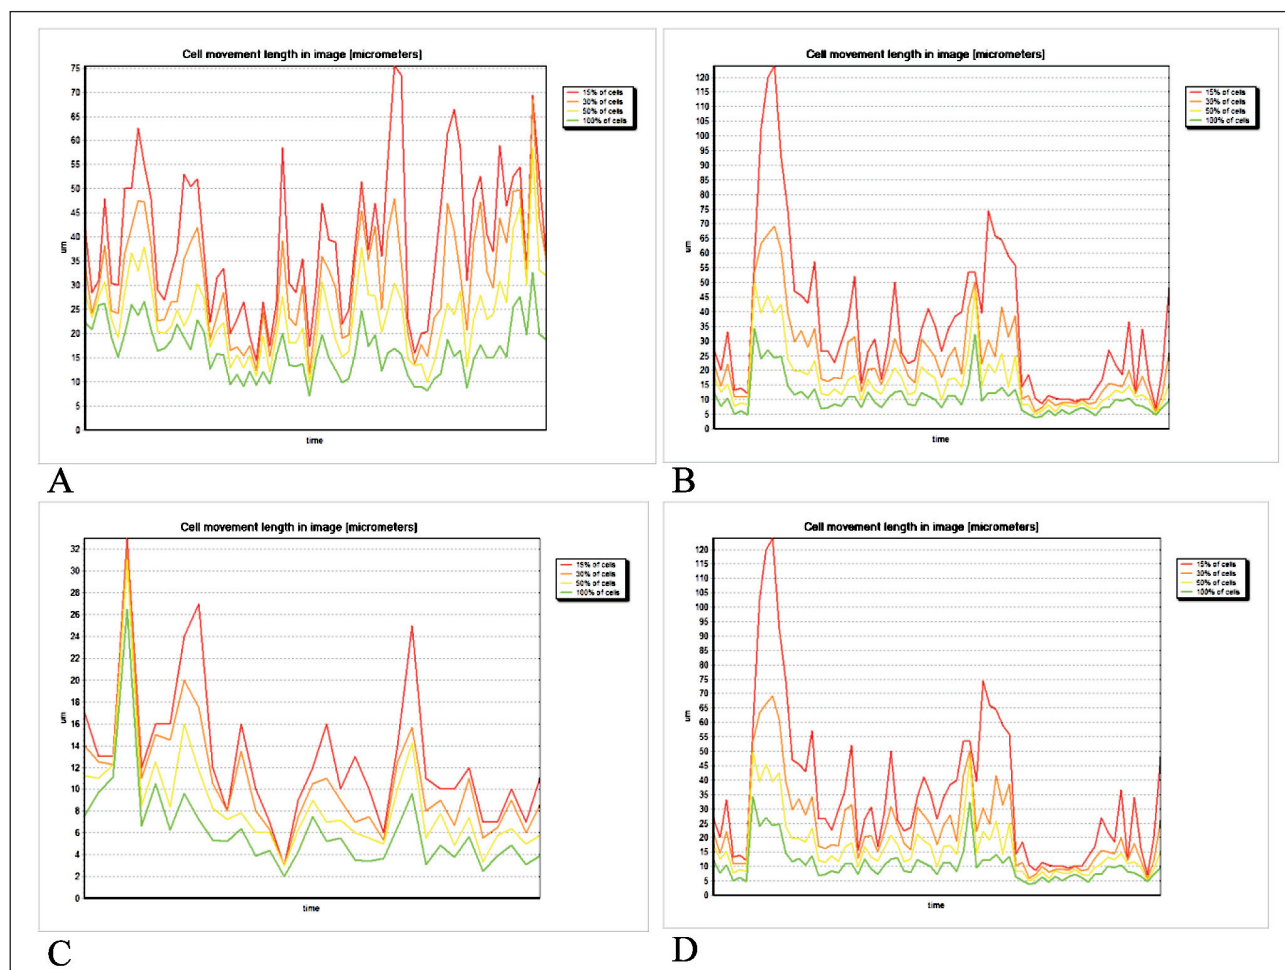 Cell movement length in image [micrometers]
75
70
65
60
55
50
45
40
35
30
25
20
15
10
5
0
um
time
15% of cells
30% of cells
50% of cells
100% of cells
A
Cell movement length in image [micrometers]
120
115
110
105
100
95
90
85
80
75
70
65
60
55
50
45
40
35
30
25
20
15
10
5
0
um
time
15% of cells
30% of cells
50% of cells
100% of cells
B
Cell movement length in image [micrometers]
32
30
28
26
24
22
20
18
16
14
12
10
8
6
4
2
0
um
time
15% of cells
30% of cells
50% of cells
100% of cells
C
Cell movement length in image [micrometers]
120
115
110
105
100
95
90
85
80
75
70
65
60
55
50
45
40
35
30
25
20
15
10
5
0
um
time
15% of cells
30% of cells
50% of cells
100% of cells
D